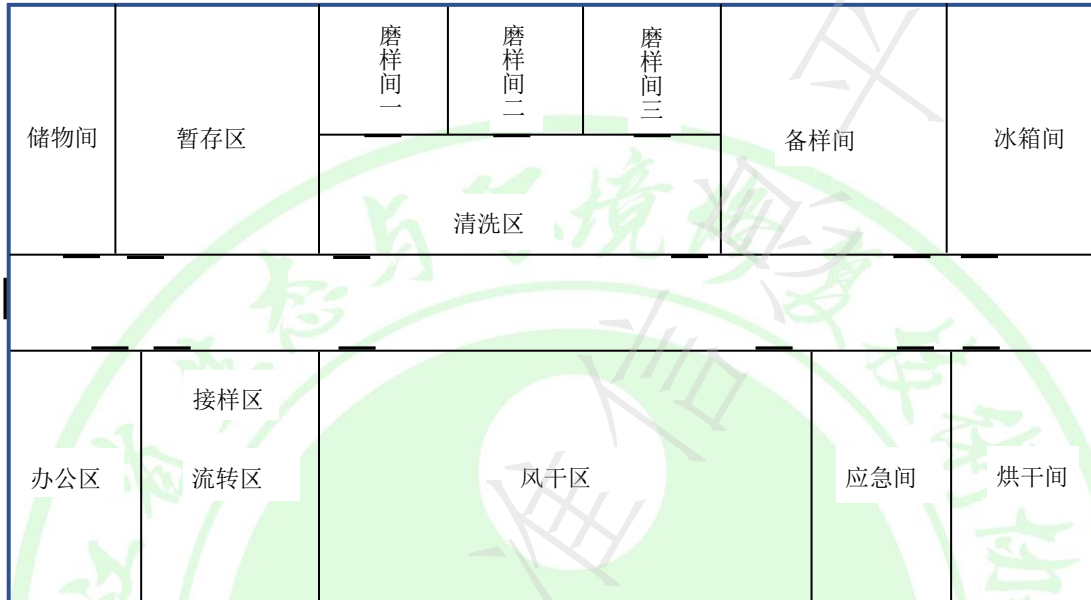 磨样间一
磨样间二
磨样间三
储物间
暂存区
备样间
冰箱间
清洗区
接样区
办公区
流转区
风干区
应急间
烘干间